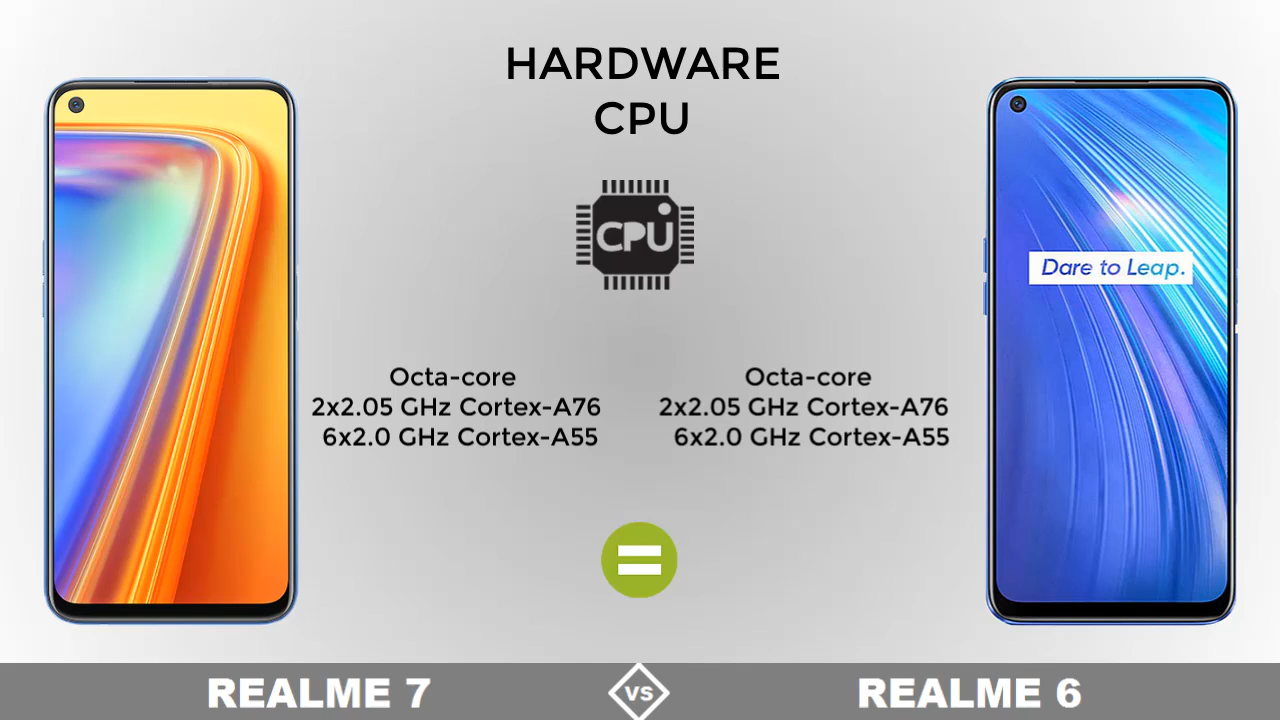 HARDWARE
CPU
CPU
Octa-core
2x2.05 GHz Cortex-A76
6x2.0 GHz Cortex-A55
Octa-core
2x2.05 GHz Cortex-A76
6x2.0 GHz Cortex-A55
Dare to Leap.
REALME 7
VS
REALME 6